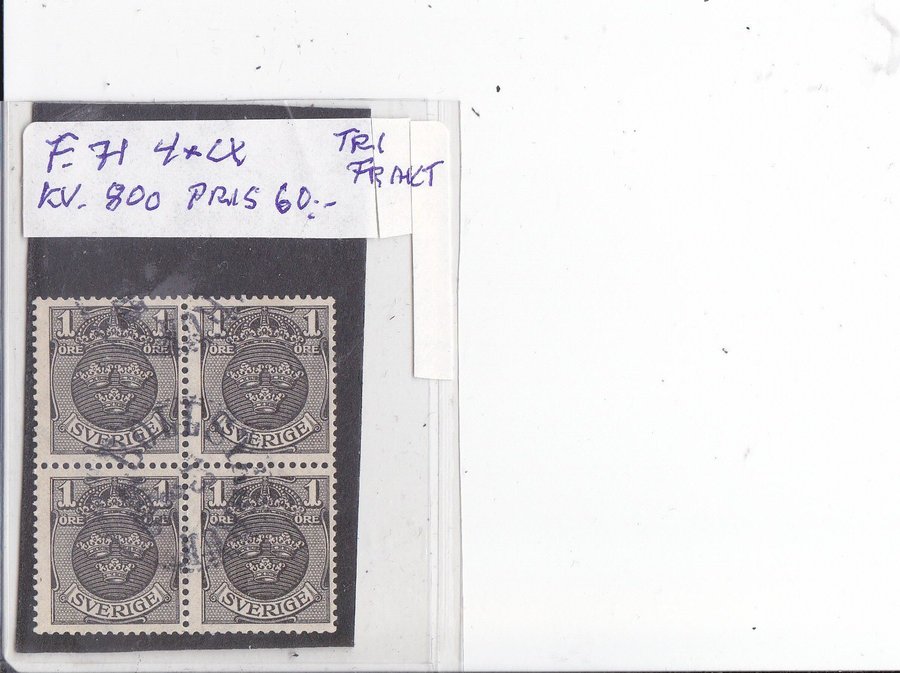 F. 71 4xLX
KV. 800 PRIS 60:-
TRI
FRAKT
1 1
ÖRE ÖRE
SVERIGE
1 1
ÖRE ÖRE
SVERIGE
1 1
ÖRE ÖRE
SVERIGE
1 1
ÖRE ÖRE
SVERIGE